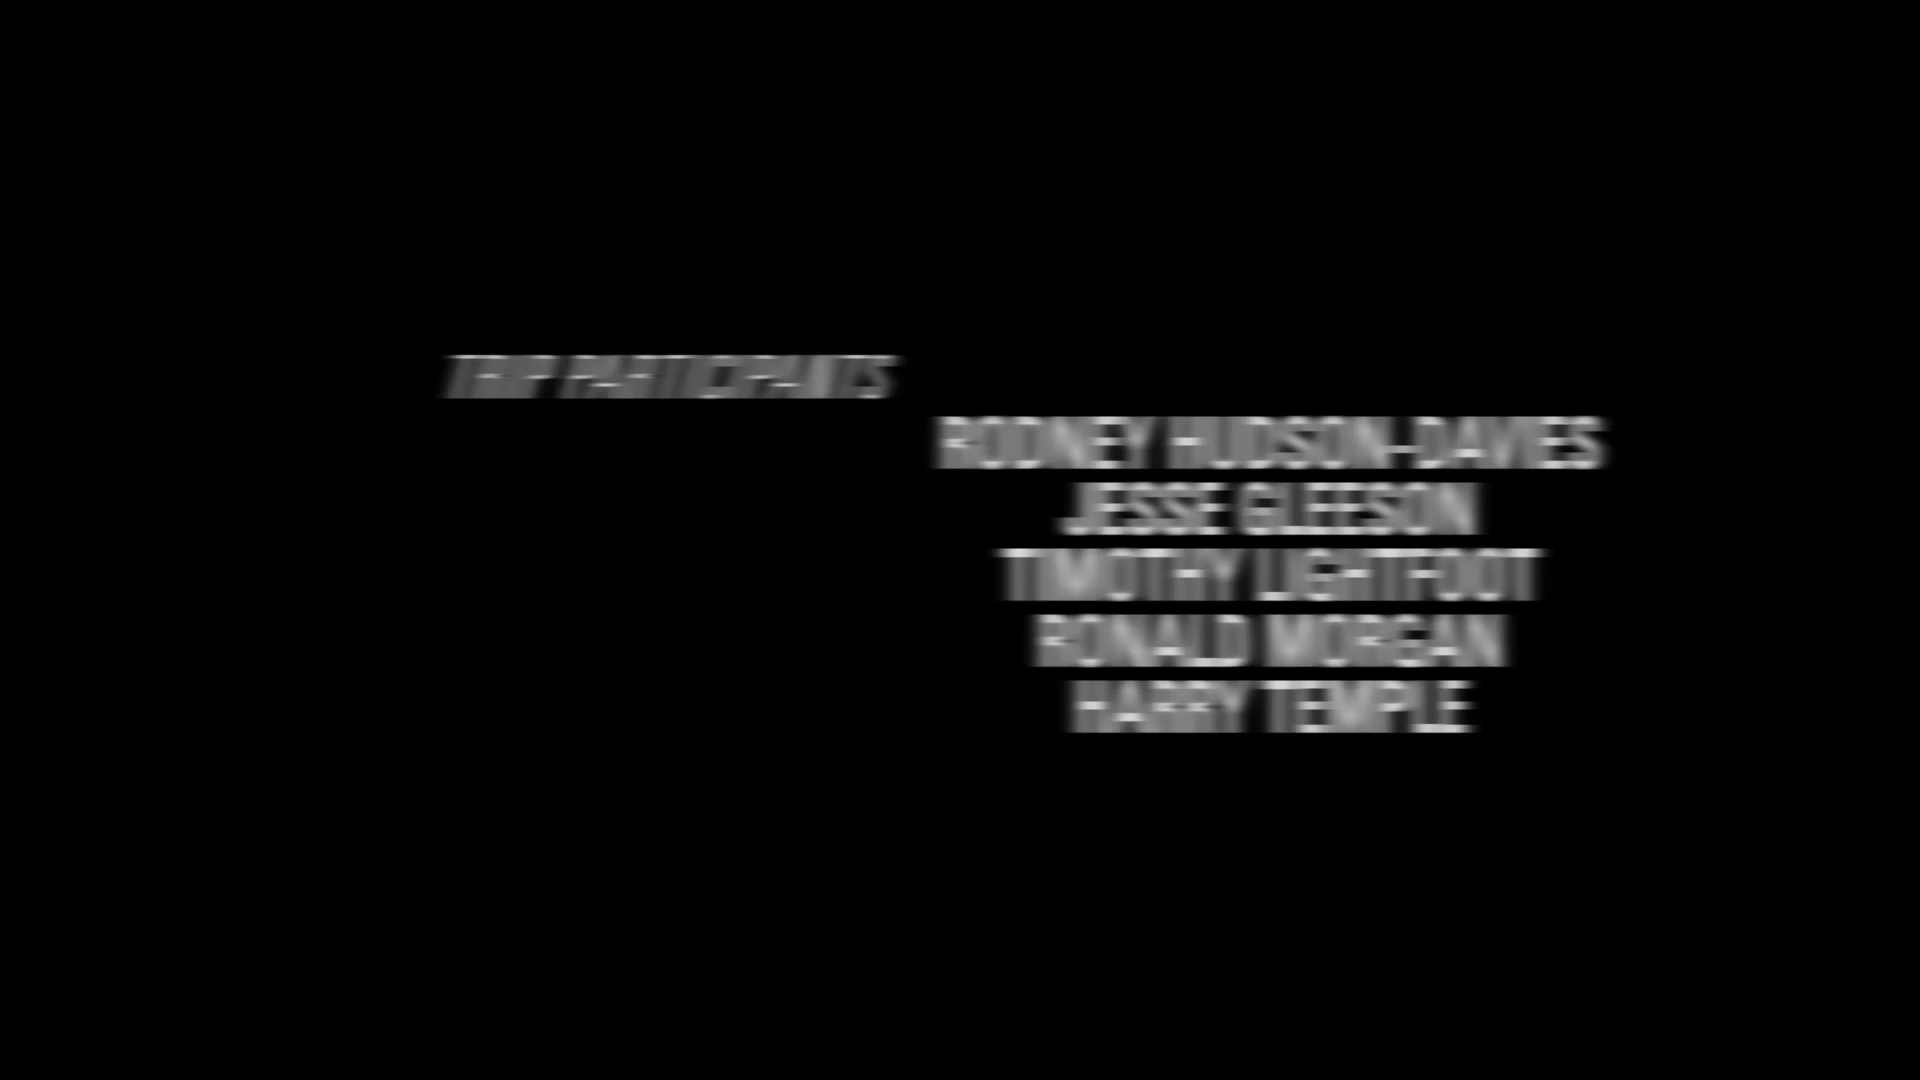 TRIP PARTICIPANTS
RODNEY HUDSON-DAVIES
JESSE GLEESON
TIMOTHY LIGHTFOOT
RONALD MORGAN
HARRY TEMPLE